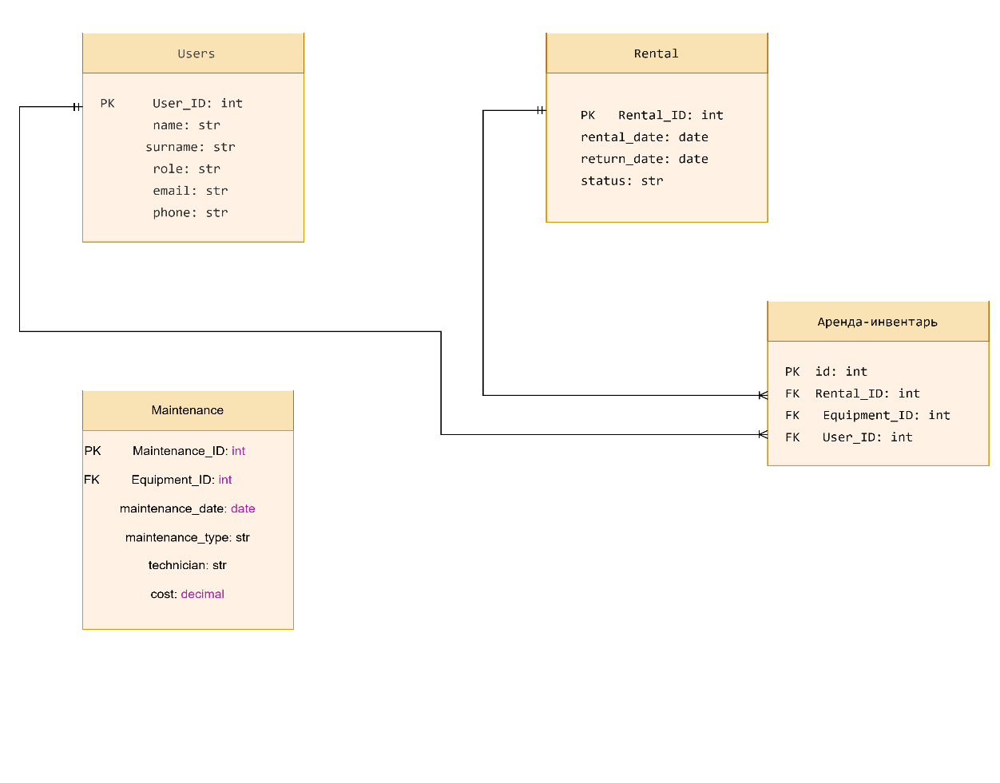 Users
PK User_ID: int
name: str
surname: str
role: str
email: str
phone: str
Rental
PK Rental_ID: int
rental_date: date
return_date: date
status: str
Аренда-инвентарь
PK id: int
FK Rental_ID: int
FK Equipment_ID: int
FK User_ID: int
Maintenance
PK Maintenance_ID: int
FK Equipment_ID: int
maintenance_date: date
maintenance_type: str
technician: str
cost: decimal